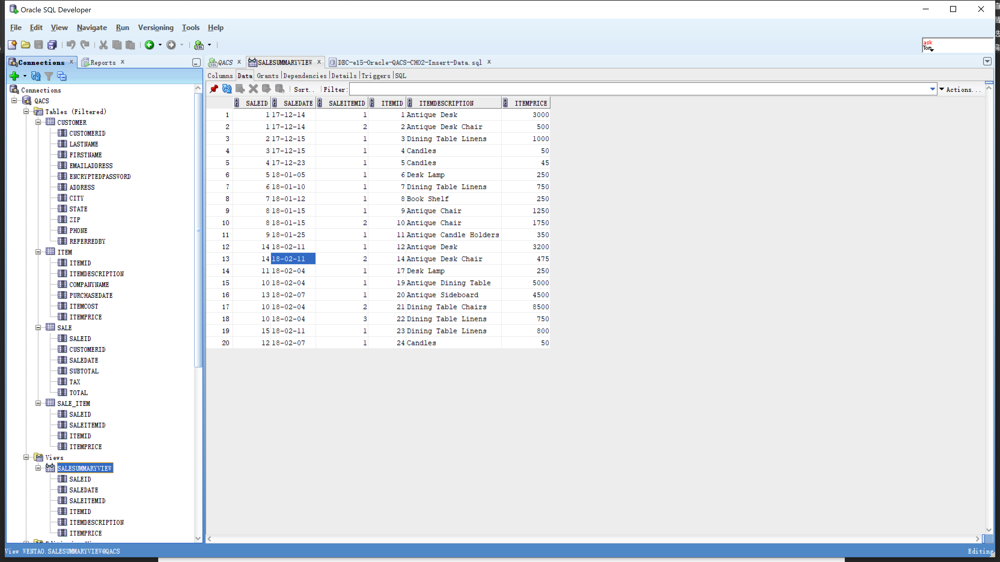 Oracle SQL Developer
File Edit View Navigate Run Versioning Tools Help
ask
Tom
Connections Reports
QACS SALESUMMARYVIEW DBC-e15-Oracle-QACS-CH02-Insert-Data.sql
Columns Data Grants Dependencies Details Triggers SQL
Sort.. Filter: Actions...
Connections
QACS
Tables (Filtered)
CUSTOMER
CUSTOMERID
LASTNAME
FIRSTNAME
EMAILADDRESS
ENCRYPTEDPASSWORD
ADDRESS
CITY
STATE
ZIP
PHONE
REFERREDBY
ITEM
ITEMID
ITEMDESCRIPTION
COMPANYNAME
PURCHASEDATE
ITEMCOST
ITEMPRICE
SALE
SALEID
CUSTOMERID
SALEDATE
SUBTOTAL
TAX
TOTAL
SALE_ITEM
SALEID
SALEITEMID
ITEMID
ITEMPRICE
Views
SALESUMMARYVIEW
SALEID
SALEDATE
SALEITEMID
ITEMID
ITEMDESCRIPTION
ITEMPRICE
SALEID SALEDATE SALEITEMID ITEMID ITEMDESCRIPTION ITEMPRICE
1 1 17-12-14 1 1 Antique Desk 3000
2 1 17-12-14 2 2 Antique Desk Chair 500
3 2 17-12-15 1 3 Dining Table Linens 1000
4 3 17-12-15 1 4 Candles 50
5 4 17-12-23 1 5 Candles 45
6 5 18-01-05 1 6 Desk Lamp 250
7 6 18-01-10 1 7 Dining Table Linens 750
8 7 18-01-12 1 8 Book Shelf 250
9 8 18-01-15 1 9 Antique Chair 1250
10 8 18-01-15 2 10 Antique Chair 1750
11 9 18-01-25 1 11 Antique Candle Holders 350
12 14 18-02-11 1 12 Antique Desk 3200
13 14 18-02-11 2 14 Antique Desk Chair 475
14 11 18-02-04 1 17 Desk Lamp 250
15 10 18-02-04 1 19 Antique Dining Table 5000
16 13 18-02-07 1 20 Antique Sideboard 4500
17 10 18-02-04 2 21 Dining Table Chairs 8500
18 10 18-02-04 3 22 Dining Table Linens 750
19 15 18-02-11 1 23 Dining Table Linens 800
20 12 18-02-07 1 24 Candles 50
View WENTAO.SALESUMMARYVIEW@QACS
Editing